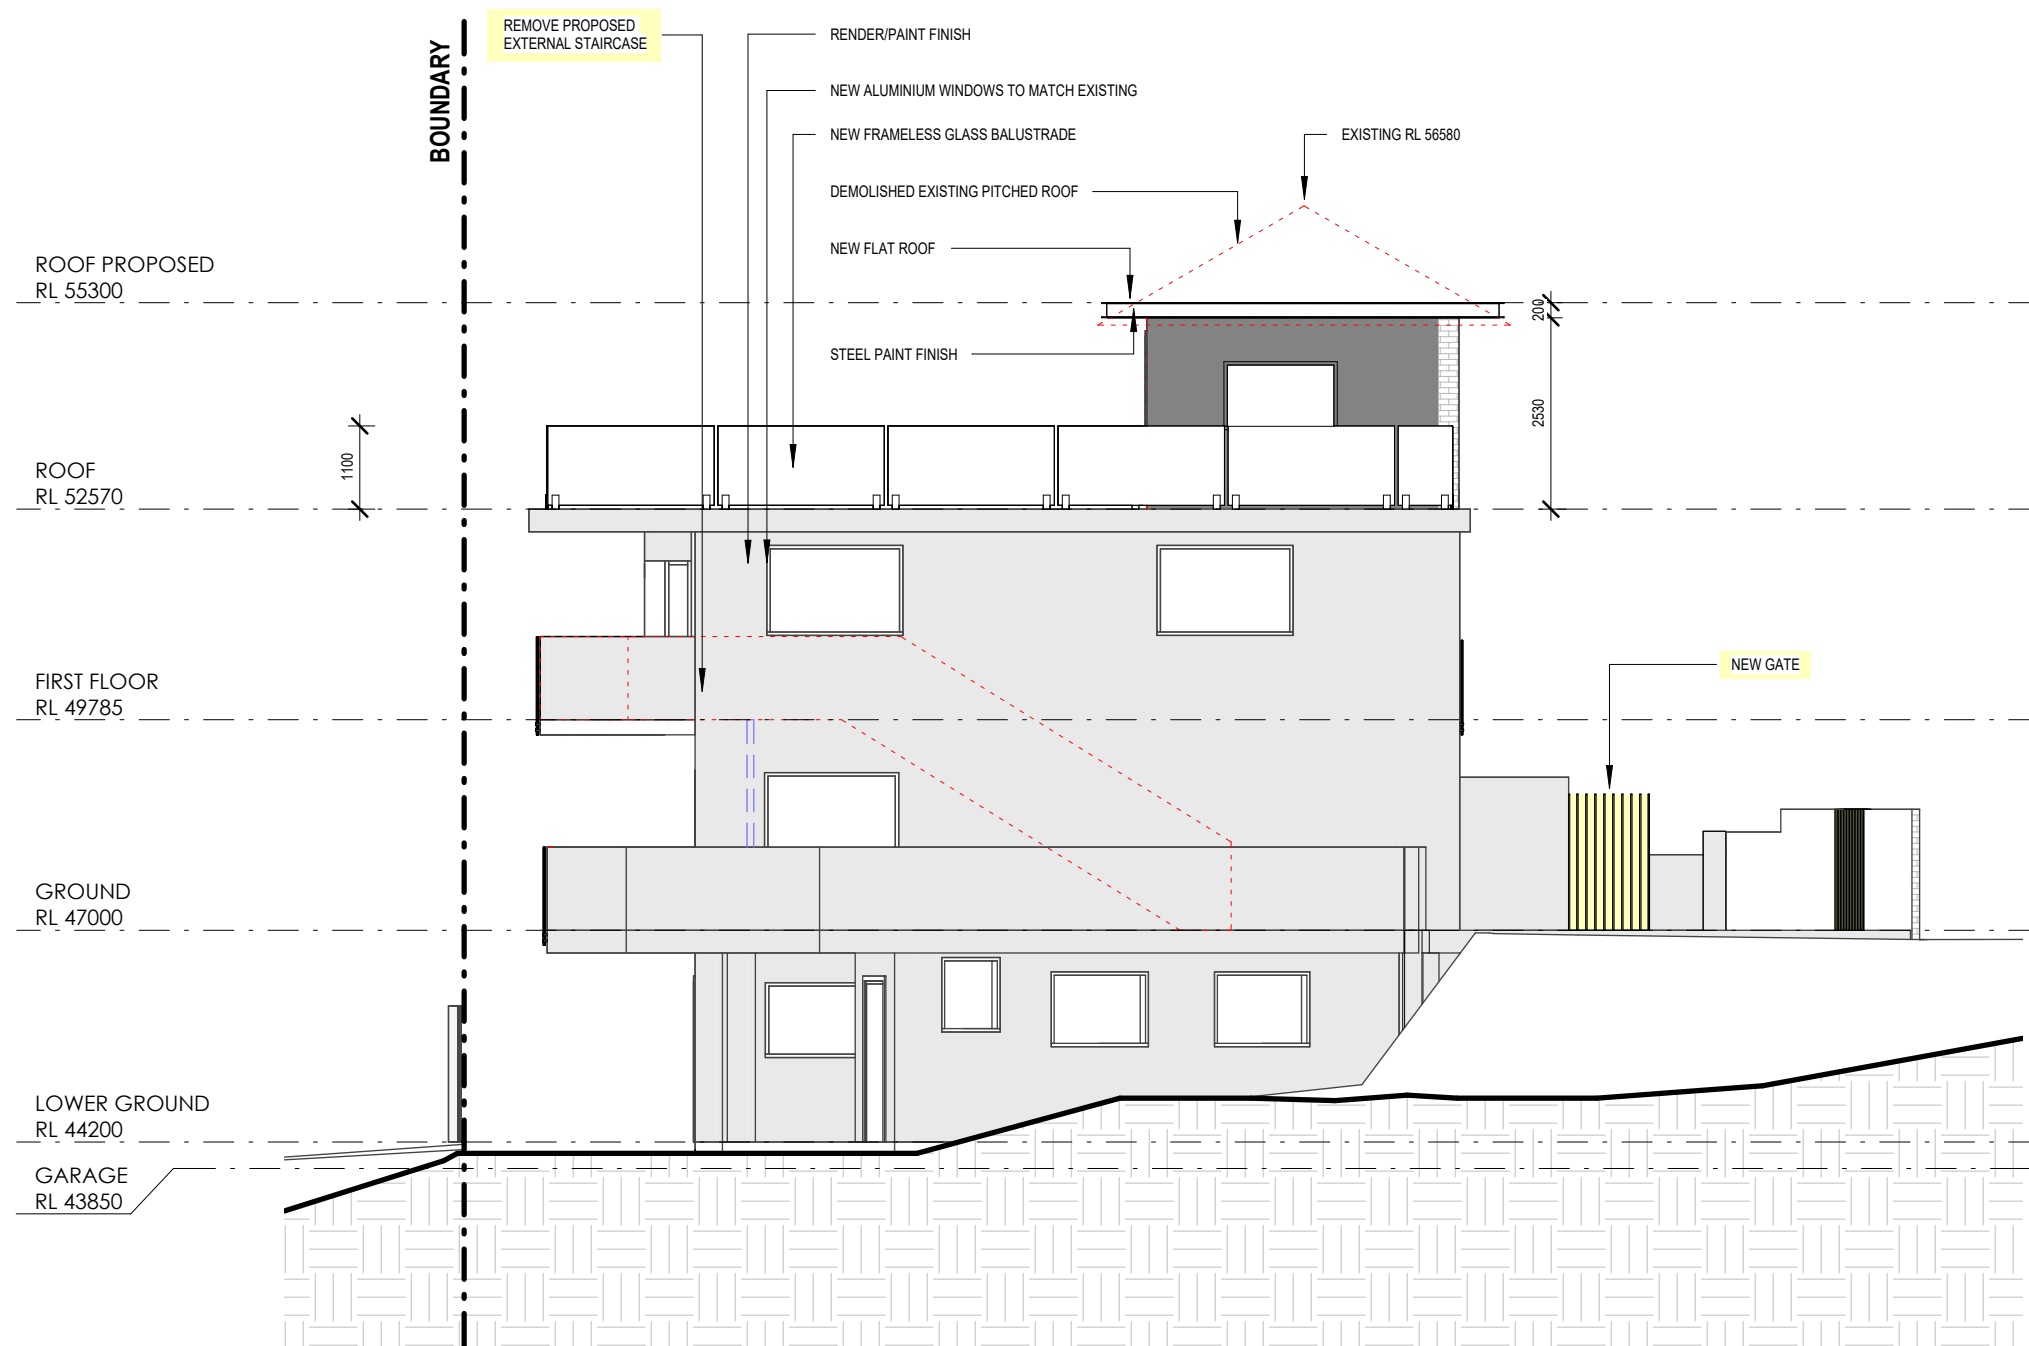 REMOVE PROPOSED
EXTERNAL STAIRCASE
BOUNDARY
RENDER/PAINT FINISH
NEW ALUMINIUM WINDOWS TO MATCH EXISTING
NEW FRAMELESS GLASS BALUSTRADE
EXISTING RL 56580
DEMOLISHED EXISTING PITCHED ROOF
NEW FLAT ROOF
ROOF PROPOSED
RL 55300
200
STEEL PAINT FINISH
2530
1100
ROOF
RL 52570
NEW GATE
FIRST FLOOR
RL 49785
GROUND
RL 47000
LOWER GROUND
RL 44200
GARAGE
RL 43850